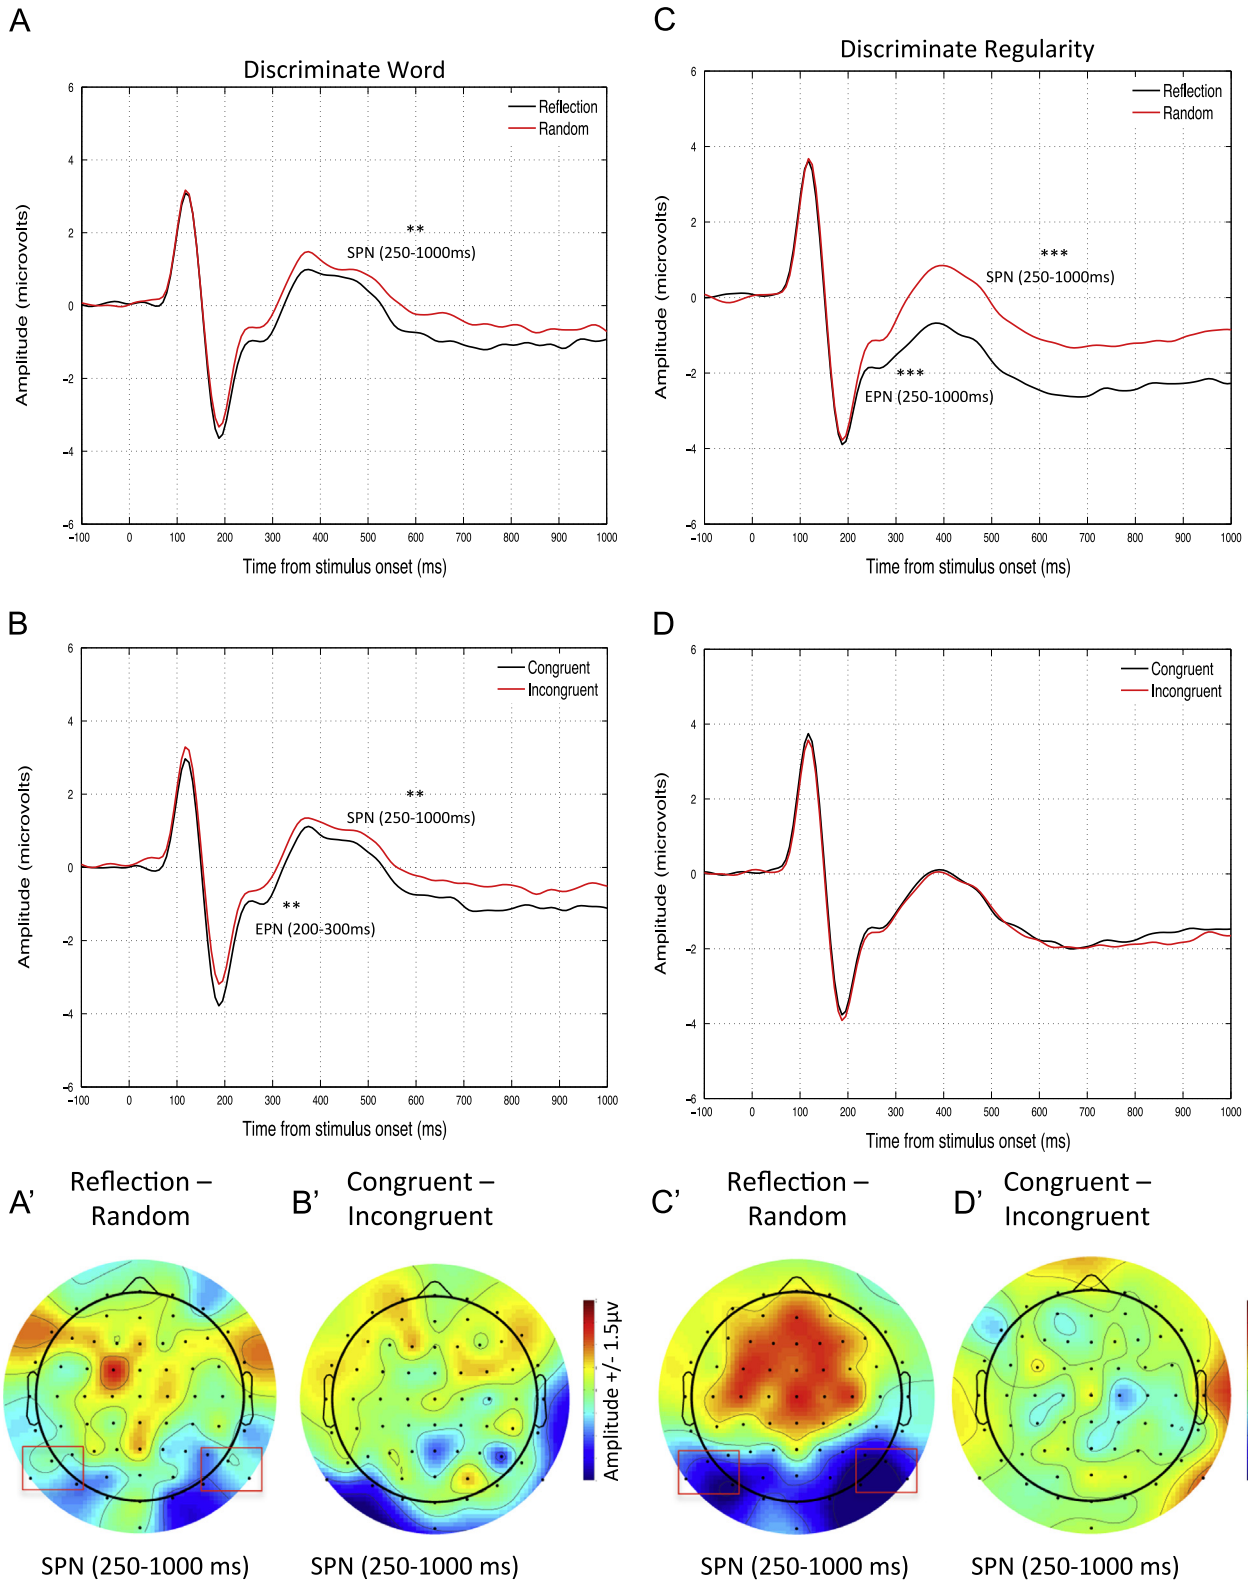 A
Discriminate Word
6
4
2
0
−2
−4
−6
−100 0 100 200 300 400 500 600 700 800 900 1000
Amplitude (microvolts)
Time from stimulus onset (ms)
Reflection
Random
**
SPN (250-1000ms)
C
Discriminate Regularity
6
4
2
0
−2
−4
−6
−100 0 100 200 300 400 500 600 700 800 900 1000
Amplitude (microvolts)
Time from stimulus onset (ms)
Reflection
Random
***
SPN (250-1000ms)
***
EPN (250-1000ms)
B
6
4
2
0
−2
−4
−6
−100 0 100 200 300 400 500 600 700 800 900 1000
Amplitude (microvolts)
Time from stimulus onset (ms)
Congruent
Incongruent
**
SPN (250-1000ms)
**
EPN (200-300ms)
D
6
4
2
0
−2
−4
−6
−100 0 100 200 300 400 500 600 700 800 900 1000
Amplitude (microvolts)
Time from stimulus onset (ms)
Congruent
Incongruent
A’
Reflection –
Random
SPN (250-1000 ms)
B’
Congruent –
Incongruent
SPN (250-1000 ms)
Amplitude +/- 1.5μv
C’
Reflection –
Random
SPN (250-1000 ms)
D’
Congruent –
Incongruent
SPN (250-1000 ms)